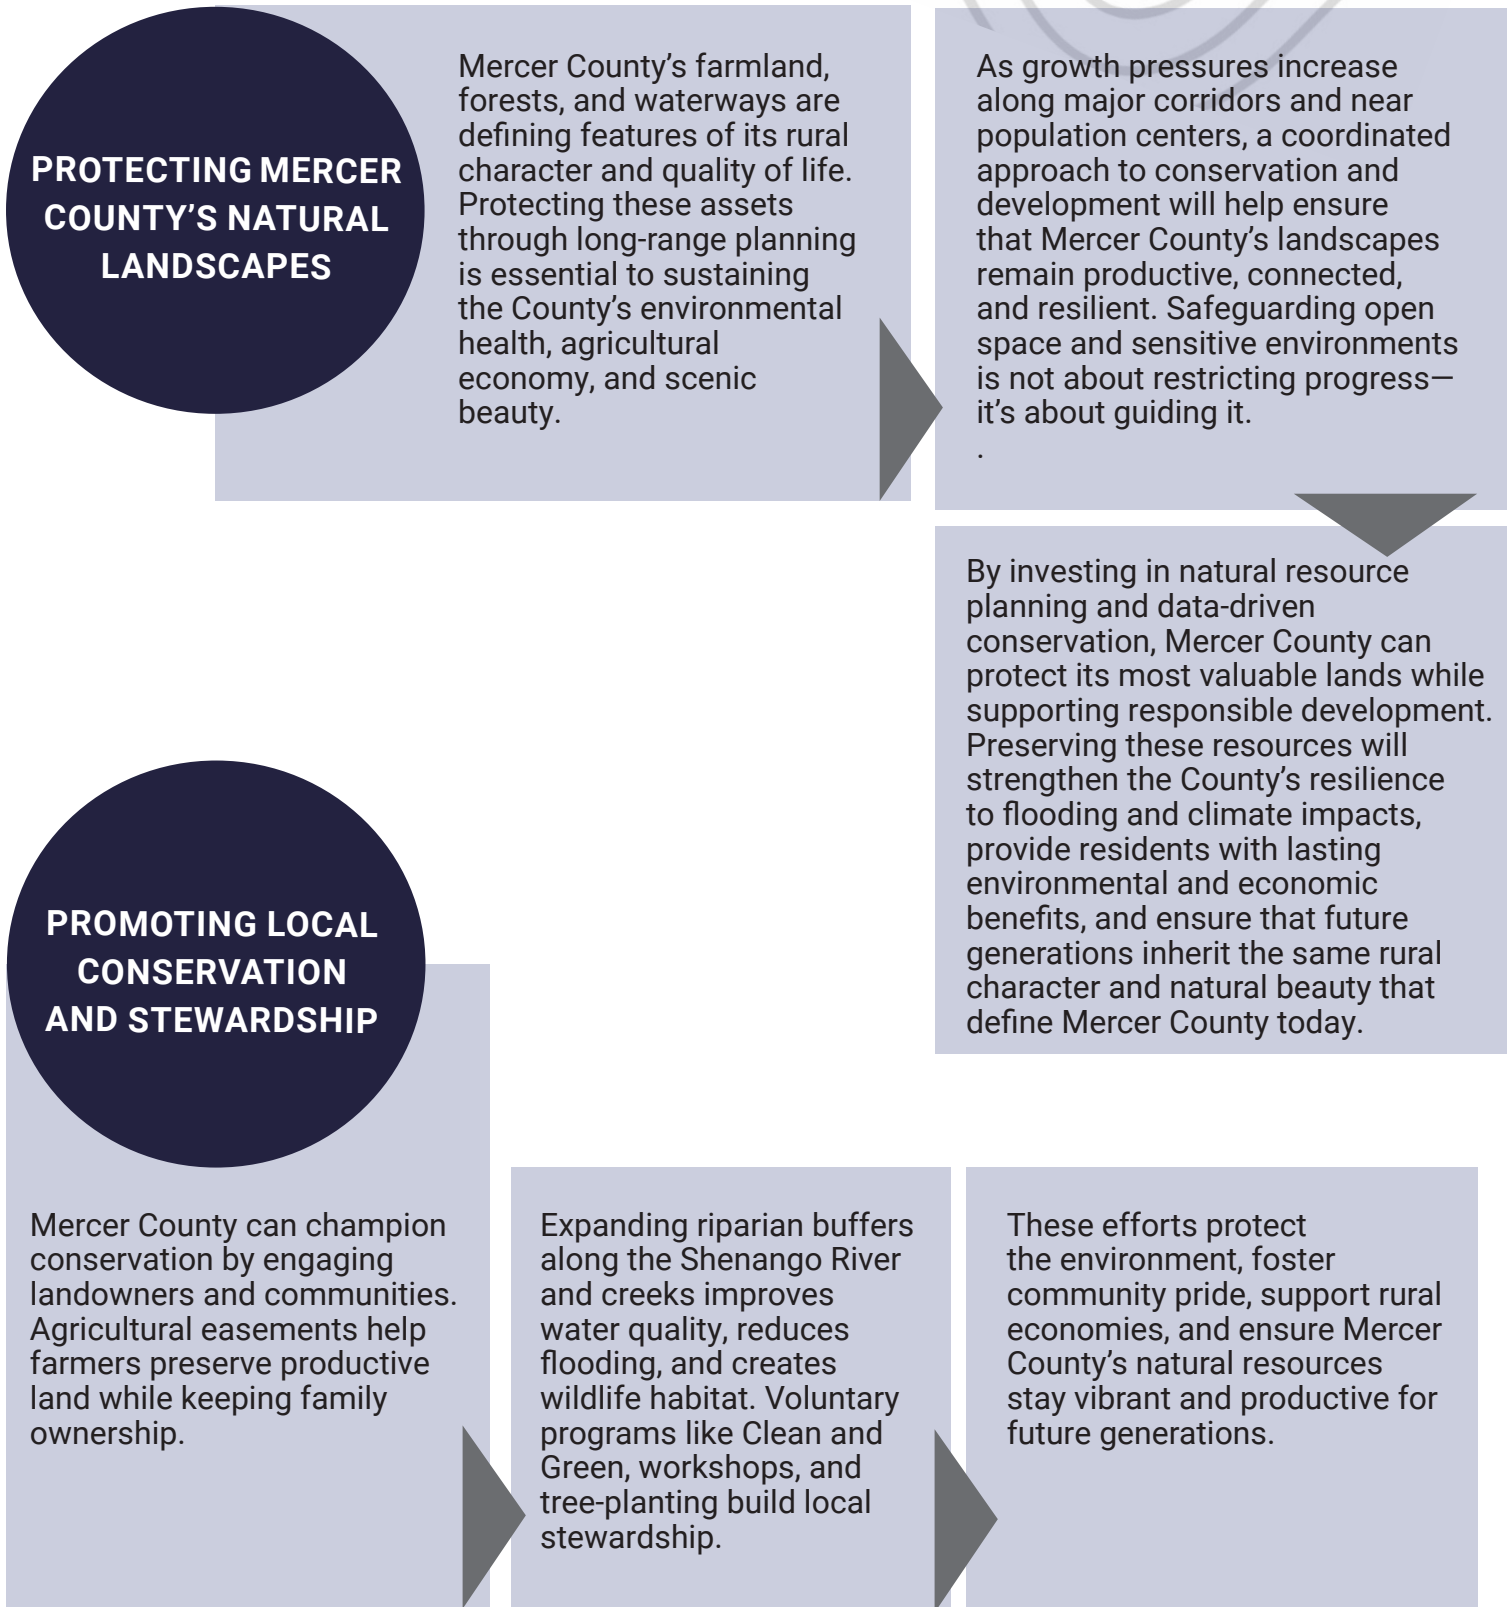 PROTECTING MERCER
COUNTY’S NATURAL
LANDSCAPES
Mercer County’s farmland,
forests, and waterways are
defining features of its rural
character and quality of life.
Protecting these assets
through long-range planning
is essential to sustaining
the County’s environmental
health, agricultural
economy, and scenic
beauty.
As growth pressures increase
along major corridors and near
population centers, a coordinated
approach to conservation and
development will help ensure
that Mercer County’s landscapes
remain productive, connected,
and resilient. Safeguarding open
space and sensitive environments
is not about restricting progress—
it’s about guiding it.
.
By investing in natural resource
planning and data-driven
conservation, Mercer County can
protect its most valuable lands while
supporting responsible development.
Preserving these resources will
strengthen the County’s resilience
to flooding and climate impacts,
provide residents with lasting
environmental and economic
benefits, and ensure that future
generations inherit the same rural
character and natural beauty that
define Mercer County today.
PROMOTING LOCAL
CONSERVATION
AND STEWARDSHIP
Mercer County can champion
conservation by engaging
landowners and communities.
Agricultural easements help
farmers preserve productive
land while keeping family
ownership.
Expanding riparian buffers
along the Shenango River
and creeks improves
water quality, reduces
flooding, and creates
wildlife habitat. Voluntary
programs like Clean and
Green, workshops, and
tree-planting build local
stewardship.
These efforts protect
the environment, foster
community pride, support rural
economies, and ensure Mercer
County’s natural resources
stay vibrant and productive for
future generations.